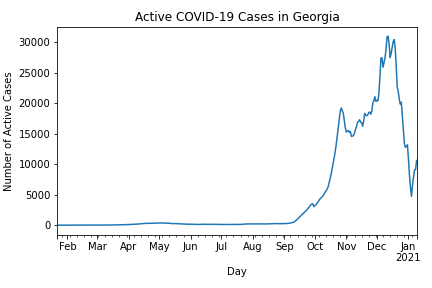 Active COVID-19 Cases in Georgia
Number of Active Cases
30000
25000
20000
15000
10000
5000
0
Feb Mar Apr May Jun Jul Aug Sep Oct Nov Dec Jan
2021
Day